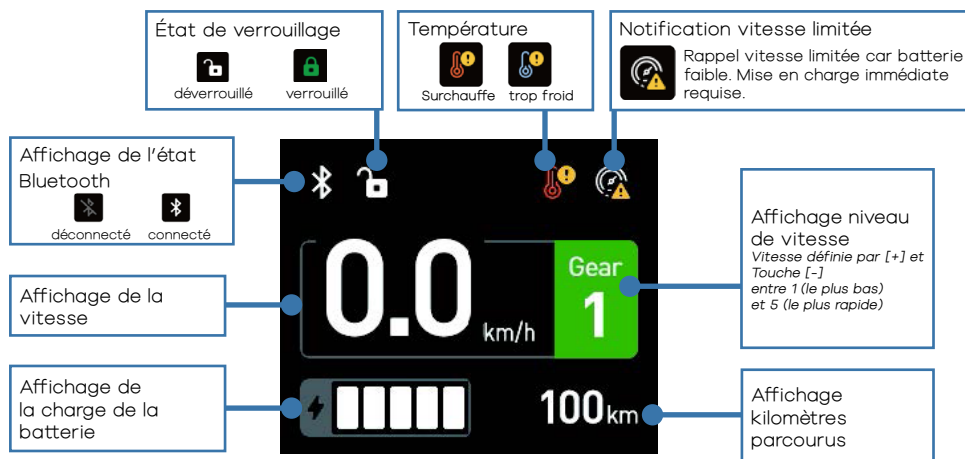 État de verrouillage
déverrouillé
verrouillé
Température
Surchauffe
trop froid
Notification vitesse limitée
Rappel vitesse limitée car batterie
faible. Mise en charge immédiate
requise.
Affichage de l'état
Bluetooth
déconnecté
connecté
Affichage de la
vitesse
Affichage de
la charge de la
batterie
0.0
km/h
Gear
1
100 km
Affichage niveau
de vitesse
Vitesse définie par [+] et
Touche [-]
entre 1 (le plus bas)
et 5 (le plus rapide)
Affichage
kilomètres
parcourus